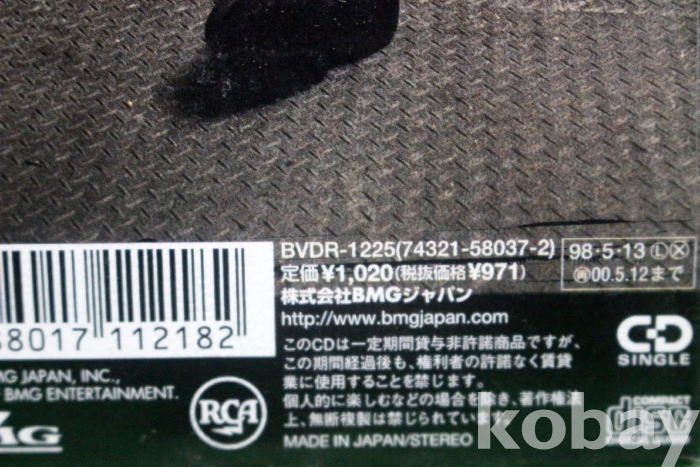 BVDR-1225(74321-58037-2)
98·5·13 Ⓛ Ⓧ
定価¥1,020(税抜価格¥971)
㊢00.5.12まで
株式会社BMGジャパン
http://www.bmgjapan.com
8017 112182
このCDは一定期間貸与非許諾商品ですが、
この期間経過後も、権利者の許諾なく賃貸
業に使用することを禁じます。
個人的に楽しむなどの場合を除き、著作権法
上、無断複製は禁じられています。
MADE IN JAPAN/STEREO
CD
SINGLE
MG JAPAN, INC.,
BMG ENTERTAINMENT.
RCA
BMG
COMPACT
disc
kobay